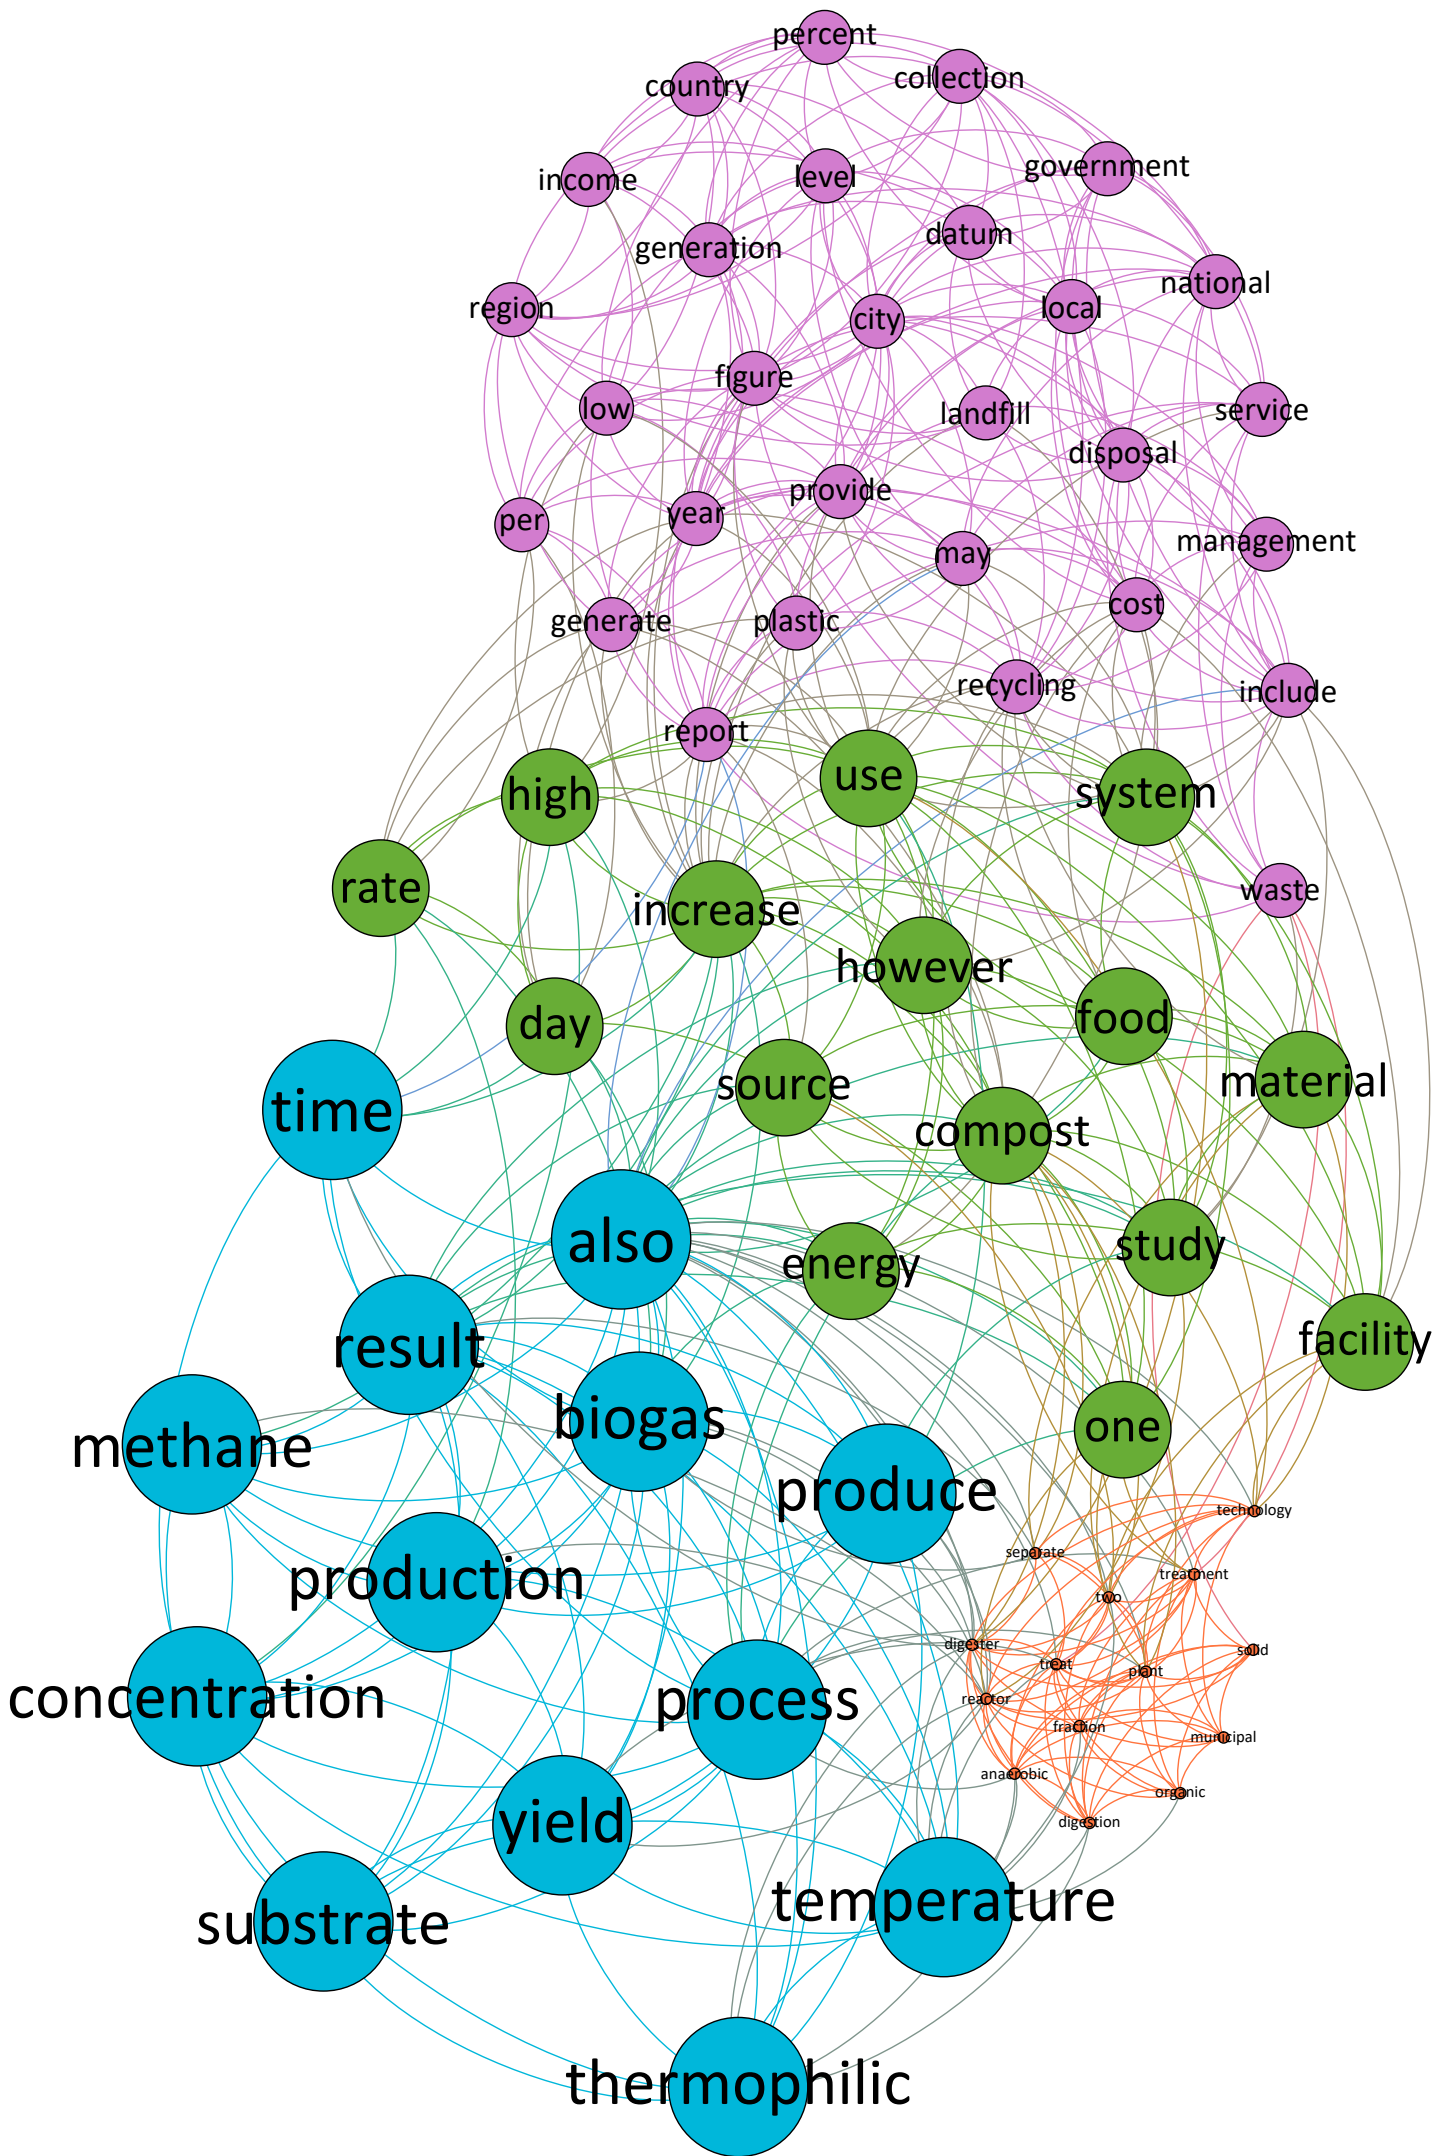 percent
country
collection
income
level
government
generation
datum
national
region
city
local
figure
low
landfill
service
disposal
per
year
provide
may
management
generate
plastic
cost
recycling
include
report
high
use
system
rate
increase
waste
however
day
food
time
source
material
compost
also
energy
study
result
facility
methane
biogas
one
produce
technology
production
separate
treatment
two
digester
solid
treat
plant
concentration
process
reactor
fraction
municipal
anaerobic
organic
yield
digestion
substrate
temperature
thermophilic